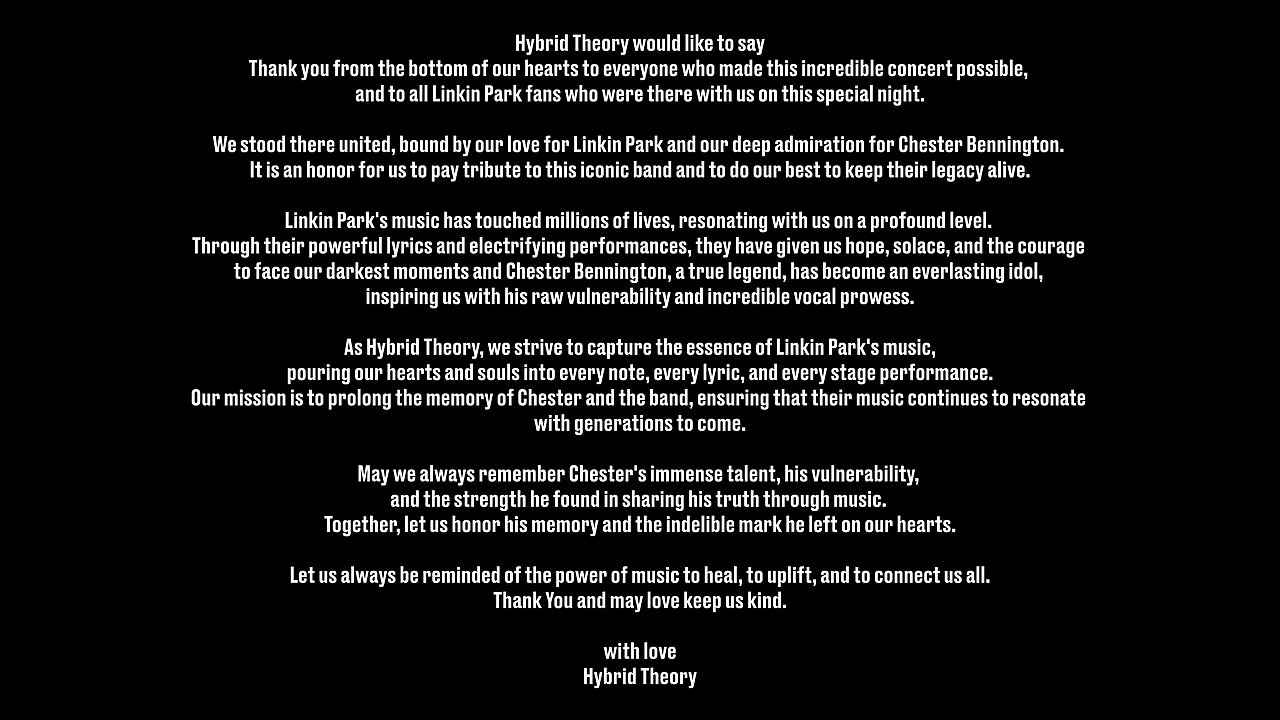 Hybrid Theory would like to say
Thank you from the bottom of our hearts to everyone who made this incredible concert possible,
and to all Linkin Park fans who were there with us on this special night.
We stood there united, bound by our love for Linkin Park and our deep admiration for Chester Bennington.
It is an honor for us to pay tribute to this iconic band and to do our best to keep their legacy alive.
Linkin Park's music has touched millions of lives, resonating with us on a profound level.
Through their powerful lyrics and electrifying performances, they have given us hope, solace, and the courage
to face our darkest moments and Chester Bennington, a true legend, has become an everlasting idol,
inspiring us with his raw vulnerability and incredible vocal prowess.
As Hybrid Theory, we strive to capture the essence of Linkin Park's music,
pouring our hearts and souls into every note, every lyric, and every stage performance.
Our mission is to prolong the memory of Chester and the band, ensuring that their music continues to resonate
with generations to come.
May we always remember Chester's immense talent, his vulnerability,
and the strength he found in sharing his truth through music.
Together, let us honor his memory and the indelible mark he left on our hearts.
Let us always be reminded of the power of music to heal, to uplift, and to connect us all.
Thank You and may love keep us kind.
with love
Hybrid Theory